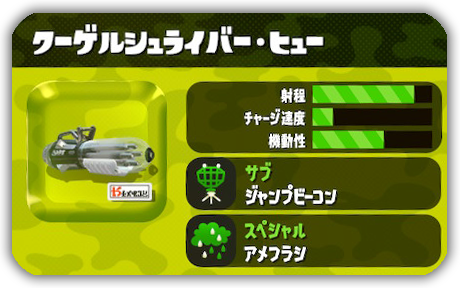 クーゲルシュライバー・ヒュー
射程
チャージ速度
機動性
サブ
ジャンプビーコン
スペシャル
アメフラシ